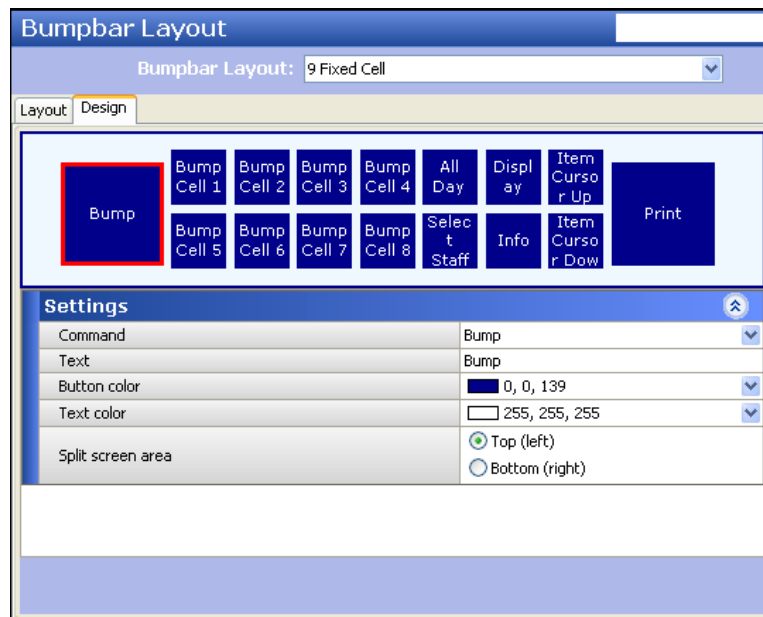 Bumpbar Layout
Bumpbar Layout: 9 Fixed Cell
Layout Design
Bump
Bump
Cell 1
Bump
Cell 2
Bump
Cell 3
Bump
Cell 4
All
Day
Displ
ay
Item
Curso
r Up
Print
Bump
Cell 5
Bump
Cell 6
Bump
Cell 7
Bump
Cell 8
Selec
t
Staff
Info
Item
Curso
r Dow
Settings
Command Bump
Text Bump
Button color 0, 0, 139
Text color 255, 255, 255
Split screen area Top (left)
Bottom (right)